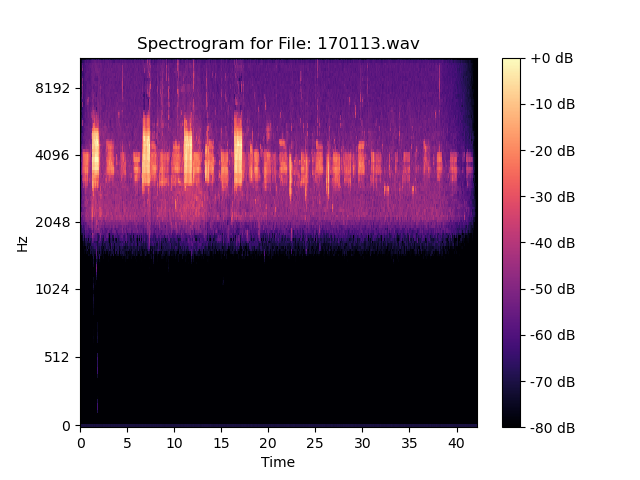 Spectrogram for File: 170113.wav
+0 dB
8192
-10 dB
4096
-20 dB
-30 dB
2048
-40 dB
Hz
1024
-50 dB
512
-60 dB
-70 dB
0
-80 dB
0 5 10 15 20 25 30 35 40
Time